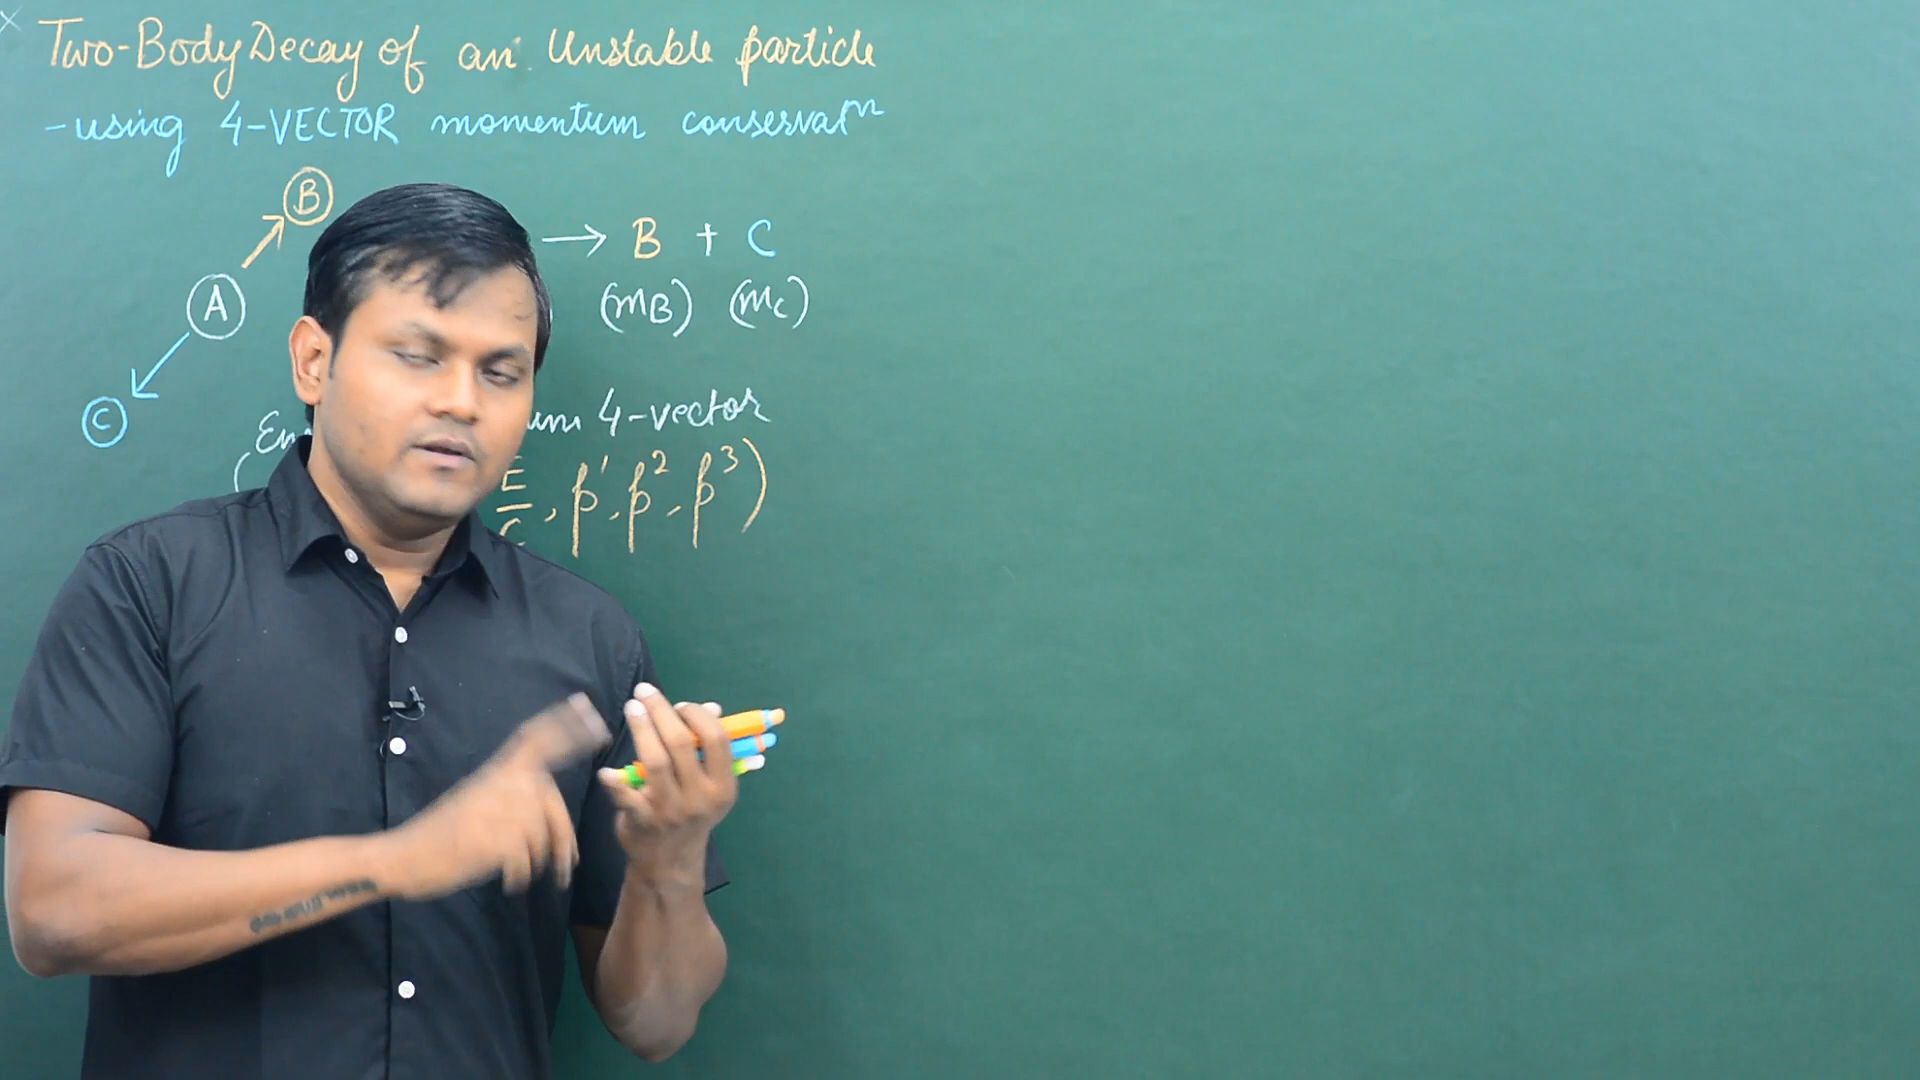 Two-Body Decay of an Unstable particle
- using 4-VECTOR momentum conservatⁿ
B
→ B + C
A
(mB) (mC)
C
4-vector
E/C, p¹, p², p³)